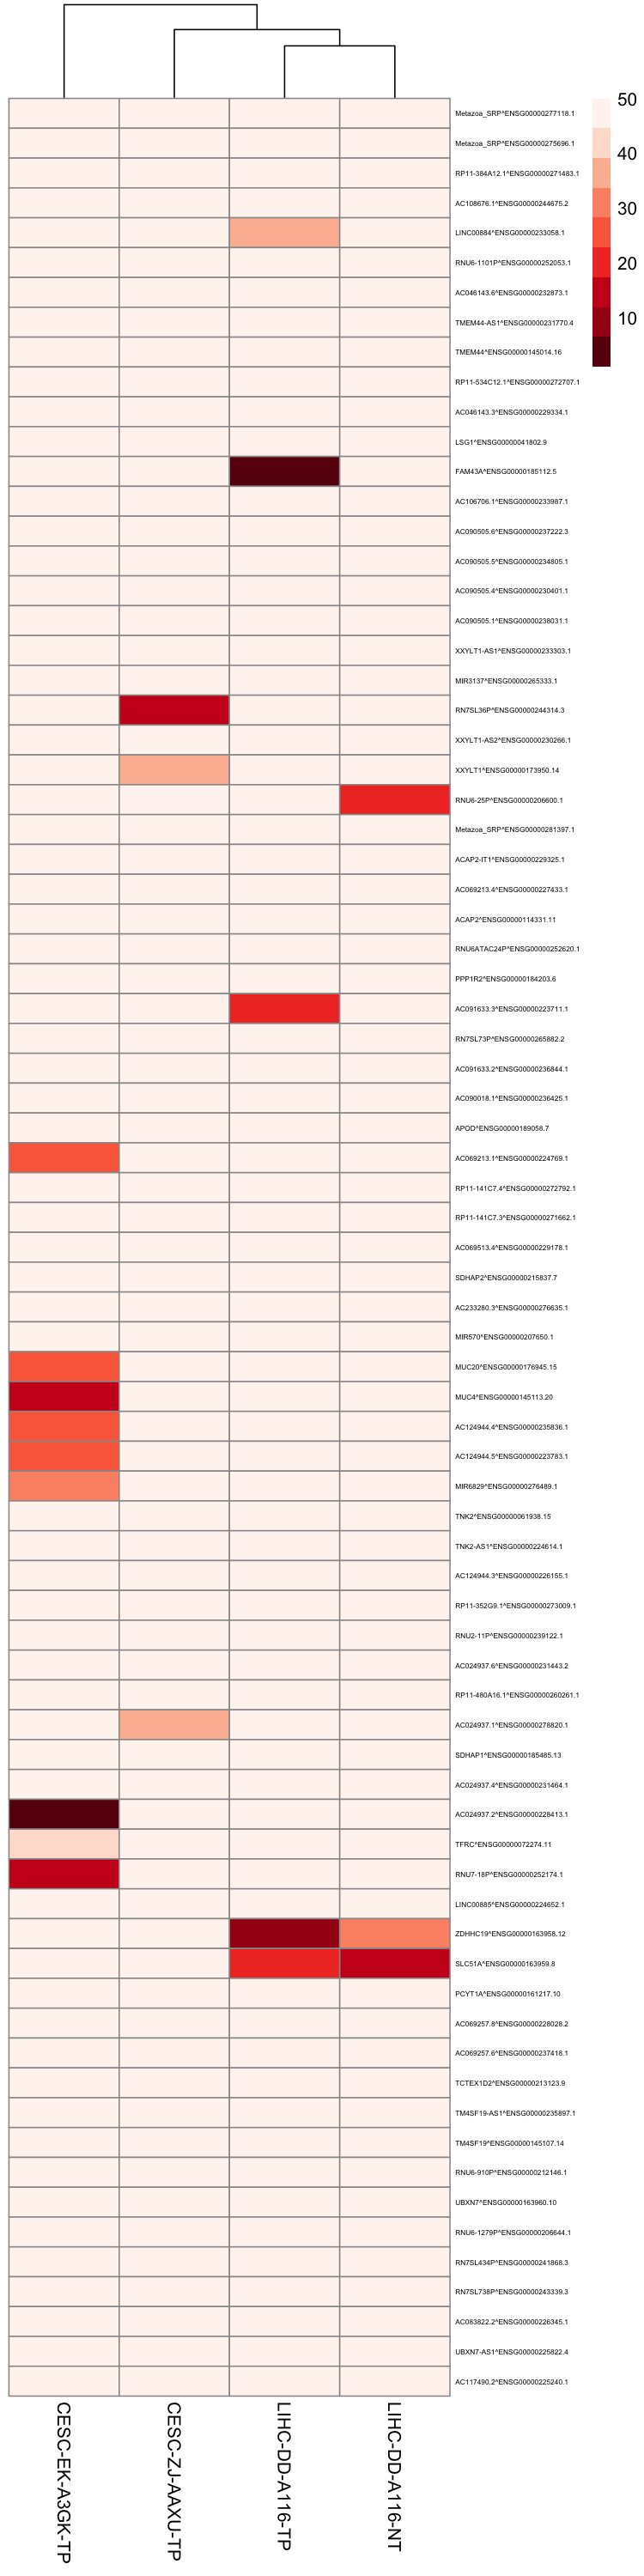 Metazoa_SRP^ENSG00000277118.1
Metazoa_SRP^ENSG00000275696.1
RP11-384A12.1^ENSG00000271483.1
AC108676.1^ENSG00000244675.2
LINC00884^ENSG00000233058.1
RNU6-1101P^ENSG00000252053.1
AC046143.6^ENSG00000232873.1
TMEM44-AS1^ENSG00000231770.4
TMEM44^ENSG00000145014.16
RP11-534C12.1^ENSG00000272707.1
AC046143.3^ENSG00000229334.1
LSG1^ENSG00000041802.9
FAM43A^ENSG00000185112.5
AC106706.1^ENSG00000233987.1
AC090505.6^ENSG00000237222.3
AC090505.5^ENSG00000234805.1
AC090505.4^ENSG00000230401.1
AC090505.1^ENSG00000238031.1
XXYLT1-AS1^ENSG00000233303.1
MIR3137^ENSG00000265333.1
RN7SL36P^ENSG00000244314.3
XXYLT1-AS2^ENSG00000230266.1
XXYLT1^ENSG00000173950.14
RNU6-25P^ENSG00000206600.1
Metazoa_SRP^ENSG00000281397.1
ACAP2-IT1^ENSG00000229325.1
AC069213.4^ENSG00000227433.1
ACAP2^ENSG00000114331.11
RNU6ATAC24P^ENSG00000252620.1
PPP1R2^ENSG00000184203.6
AC091633.3^ENSG00000223711.1
RN7SL73P^ENSG00000265882.2
AC091633.2^ENSG00000236844.1
AC090018.1^ENSG00000236425.1
APOD^ENSG00000189058.7
AC069213.1^ENSG00000224769.1
RP11-141C7.4^ENSG00000272792.1
RP11-141C7.3^ENSG00000271662.1
AC069513.4^ENSG00000229178.1
SDHAP2^ENSG00000215837.7
AC233280.3^ENSG00000276635.1
MIR570^ENSG00000207650.1
MUC20^ENSG00000176945.15
MUC4^ENSG00000145113.20
AC124944.4^ENSG00000235836.1
AC124944.5^ENSG00000223783.1
MIR6829^ENSG00000276489.1
TNK2^ENSG00000061938.15
TNK2-AS1^ENSG00000224614.1
AC124944.3^ENSG00000226155.1
RP11-352G9.1^ENSG00000273009.1
RNU2-11P^ENSG00000239122.1
AC024937.6^ENSG00000231443.2
RP11-480A16.1^ENSG00000260261.1
AC024937.1^ENSG00000278820.1
SDHAP1^ENSG00000185485.13
AC024937.4^ENSG00000231464.1
AC024937.2^ENSG00000228413.1
TFRC^ENSG00000072274.11
RNU7-18P^ENSG00000252174.1
LINC00885^ENSG00000224652.1
ZDHHC19^ENSG00000163958.12
SLC51A^ENSG00000163959.8
PCYT1A^ENSG00000161217.10
AC069257.8^ENSG00000228028.2
AC069257.6^ENSG00000237418.1
TCTEX1D2^ENSG00000213123.9
TM4SF19-AS1^ENSG00000235897.1
TM4SF19^ENSG00000145107.14
RNU6-910P^ENSG00000212146.1
UBXN7^ENSG00000163960.10
RNU6-1279P^ENSG00000206644.1
RN7SL434P^ENSG00000241868.3
RN7SL738P^ENSG00000243339.3
AC083822.2^ENSG00000226345.1
UBXN7-AS1^ENSG00000225822.4
AC117490.2^ENSG00000225240.1
50
40
30
20
10
CESC-EK-A3GK-TP
CESC-ZJ-AAXU-TP
LIHC-DD-A116-TP
LIHC-DD-A116-NT